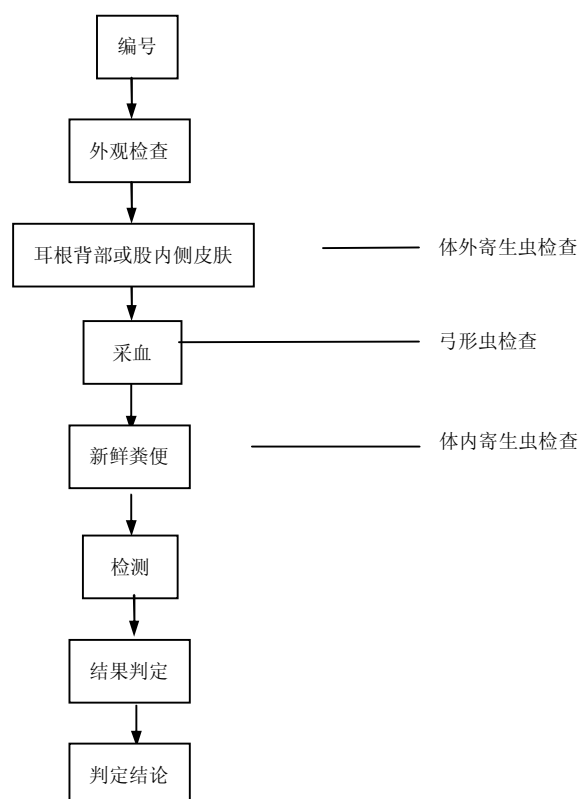 编号
外观检查
耳根背部或股内侧皮肤
体外寄生虫检查
采血
弓形虫检查
新鲜粪便
体内寄生虫检查
检测
结果判定
判定结论